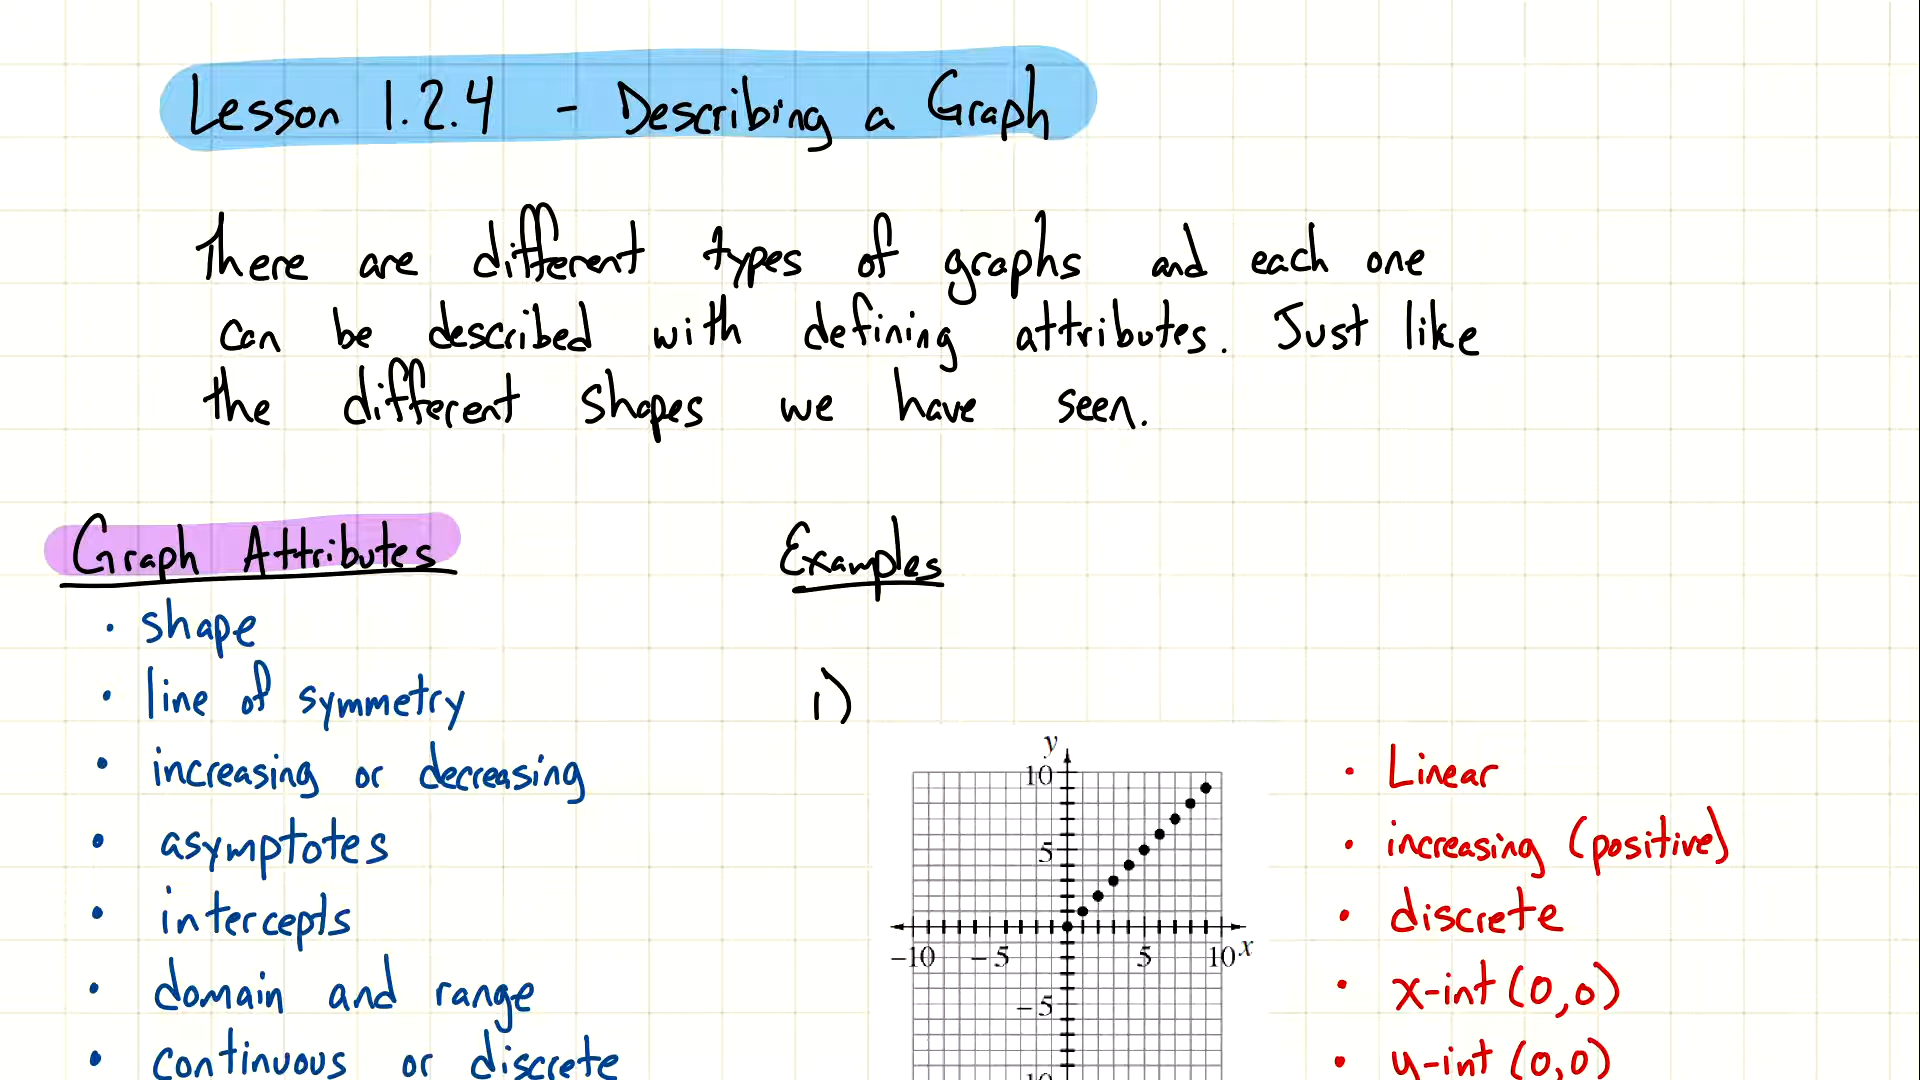 Lesson 1.2.4 - Describing a Graph
There are different types of graphs and each one
can be described with defining attributes. Just like
the different shapes we have seen.
Graph Attributes
• shape
• line of symmetry
• increasing or decreasing
• asymptotes
• intercepts
• domain and range
• continuous or discrete
Examples
1)
y
10
5
-10 -5 5 10 x
-5
10
• Linear
• increasing (positive)
• discrete
• x-int (0,0)
• y-int (0,0)